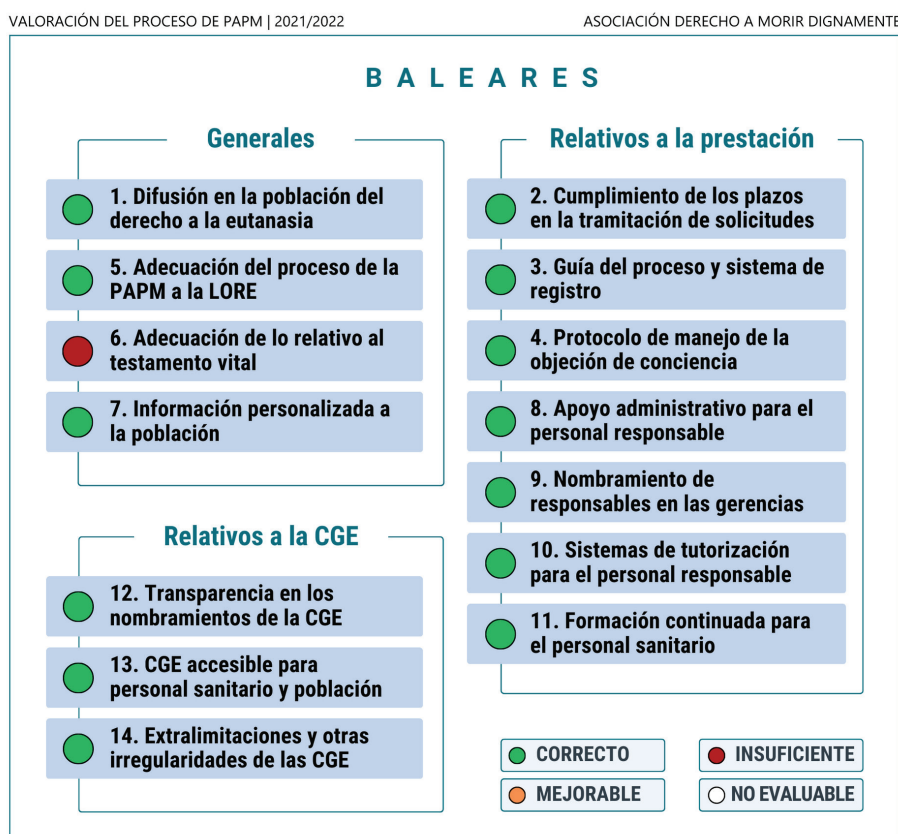 VALORACIÓN DEL PROCESO DE PAPM | 2021/2022
ASOCIACIÓN DERECHO A MORIR DIGNAMENTE
BALEARES
Generales
1. Difusión en la población del
derecho a la eutanasia
5. Adecuación del proceso de la
PAPM a la LORE
6. Adecuación de lo relativo al
testamento vital
7. Información personalizada a
la población
Relativos a la CGE
12. Transparencia en los
nombramientos de la CGE
13. CGE accesible para
personal sanitario y población
14. Extralimitaciones y otras
irregularidades de las CGE
Relativos a la prestación
2. Cumplimiento de los plazos
en la tramitación de solicitudes
3. Guía del proceso y sistema de
registro
4. Protocolo de manejo de la
objeción de conciencia
8. Apoyo administrativo para el
personal responsable
9. Nombramiento de
responsables en las gerencias
10. Sistemas de tutorización
para el personal responsable
11. Formación continuada para
el personal sanitario
CORRECTO
INSUFICIENTE
MEJORABLE
NO EVALUABLE